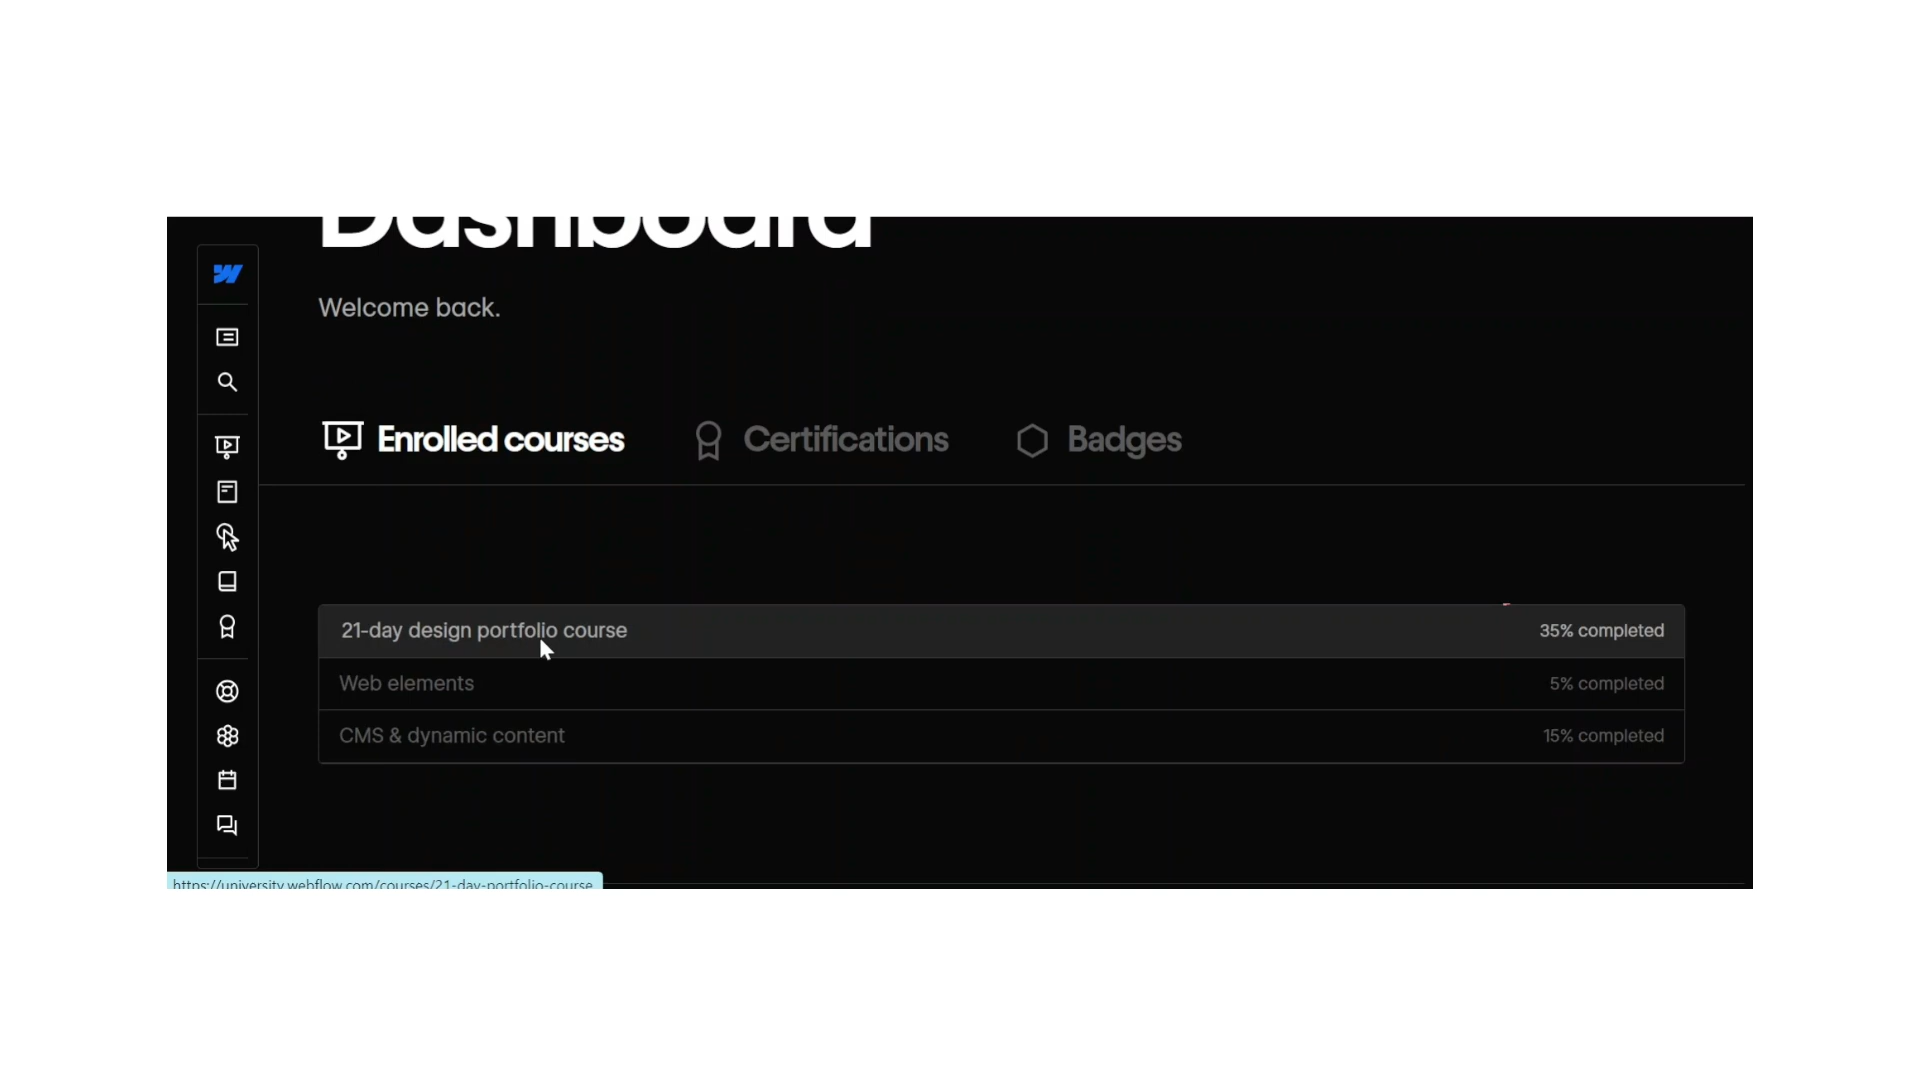 Dashboard
Welcome back.
Enrolled courses
Certifications
Badges
21-day design portfolio course
35% completed
Web elements
5% completed
CMS & dynamic content
15% completed
https://university.webflow.com/courses/21-day-portfolio-course